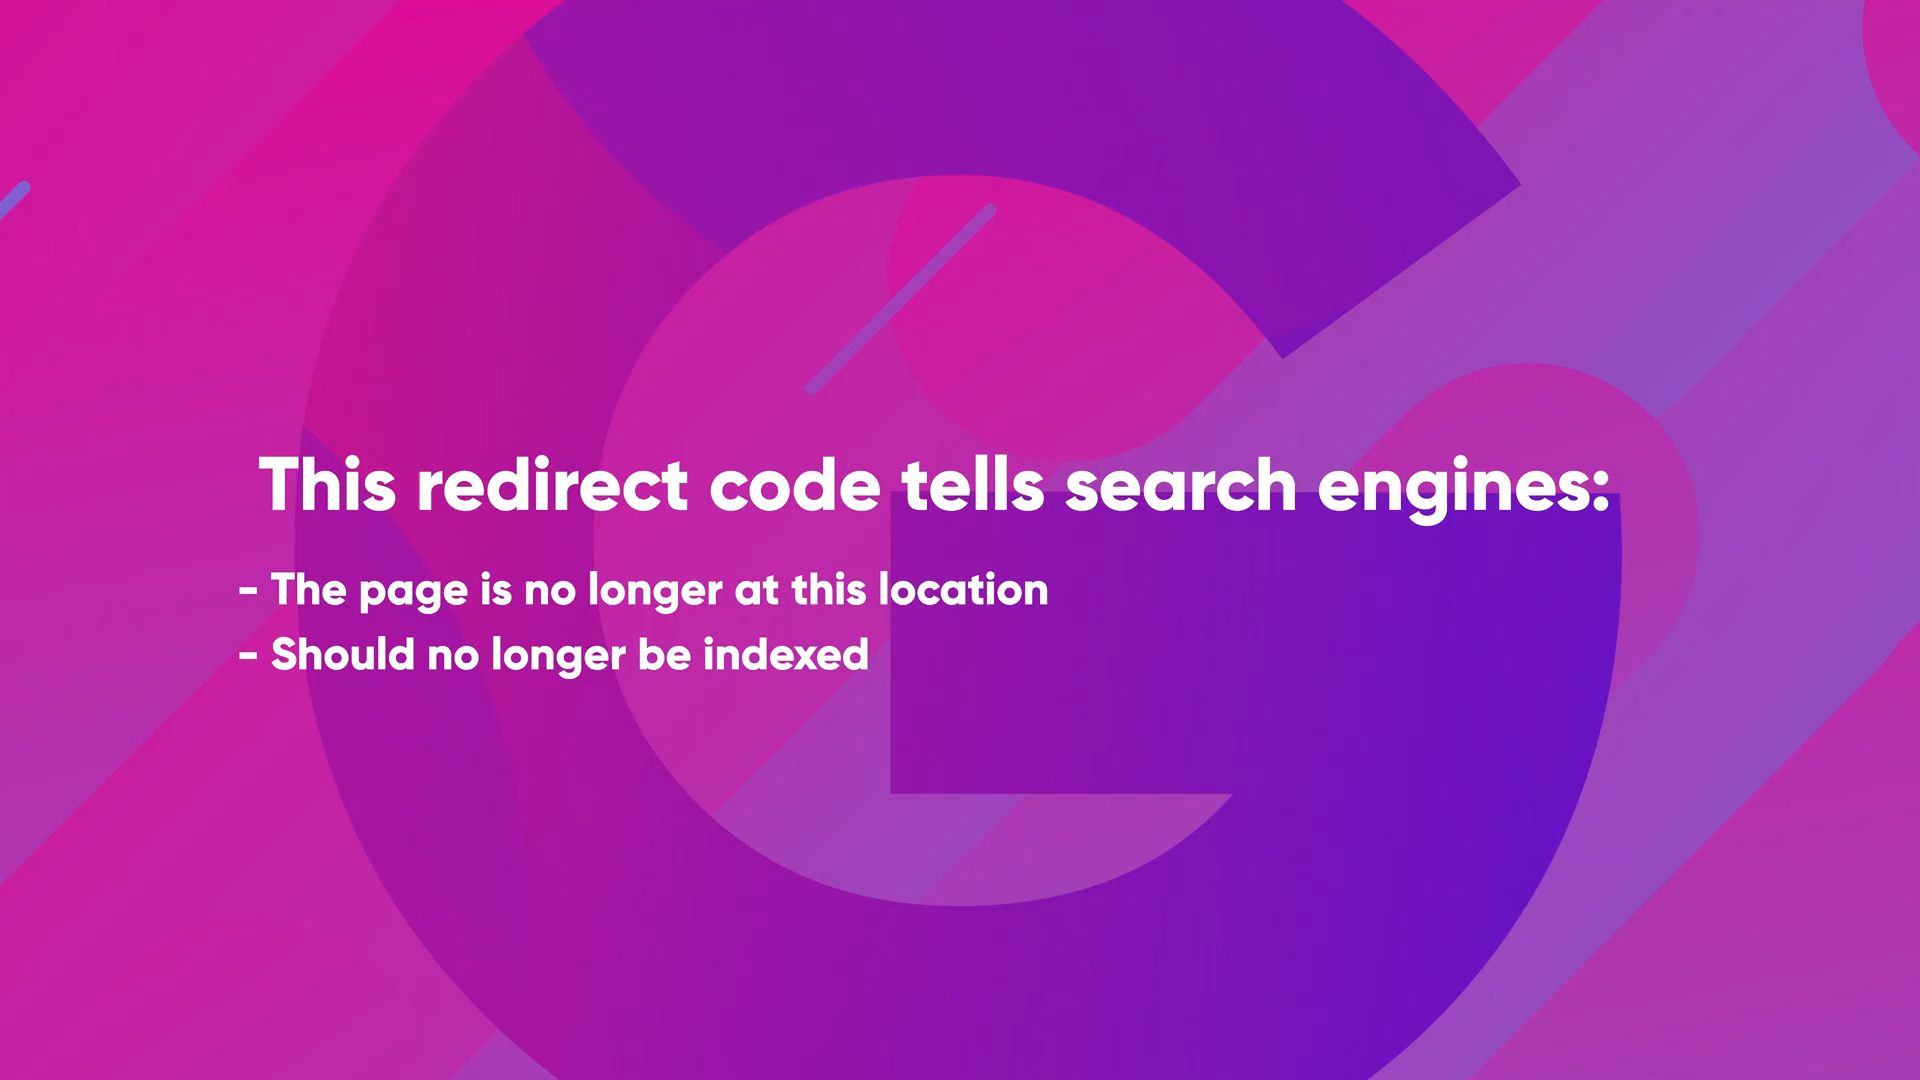 This redirect code tells search engines:
- The page is no longer at this location
- Should no longer be indexed